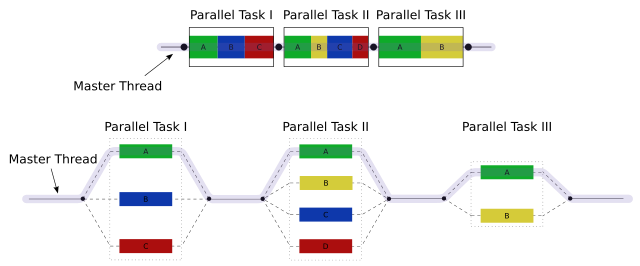 Parallel Task I Parallel Task II Parallel Task III
A B C A B C D A B
Master Thread
Parallel Task I Parallel Task II Parallel Task III
Master Thread
A A
A
B
B
C
B
C D